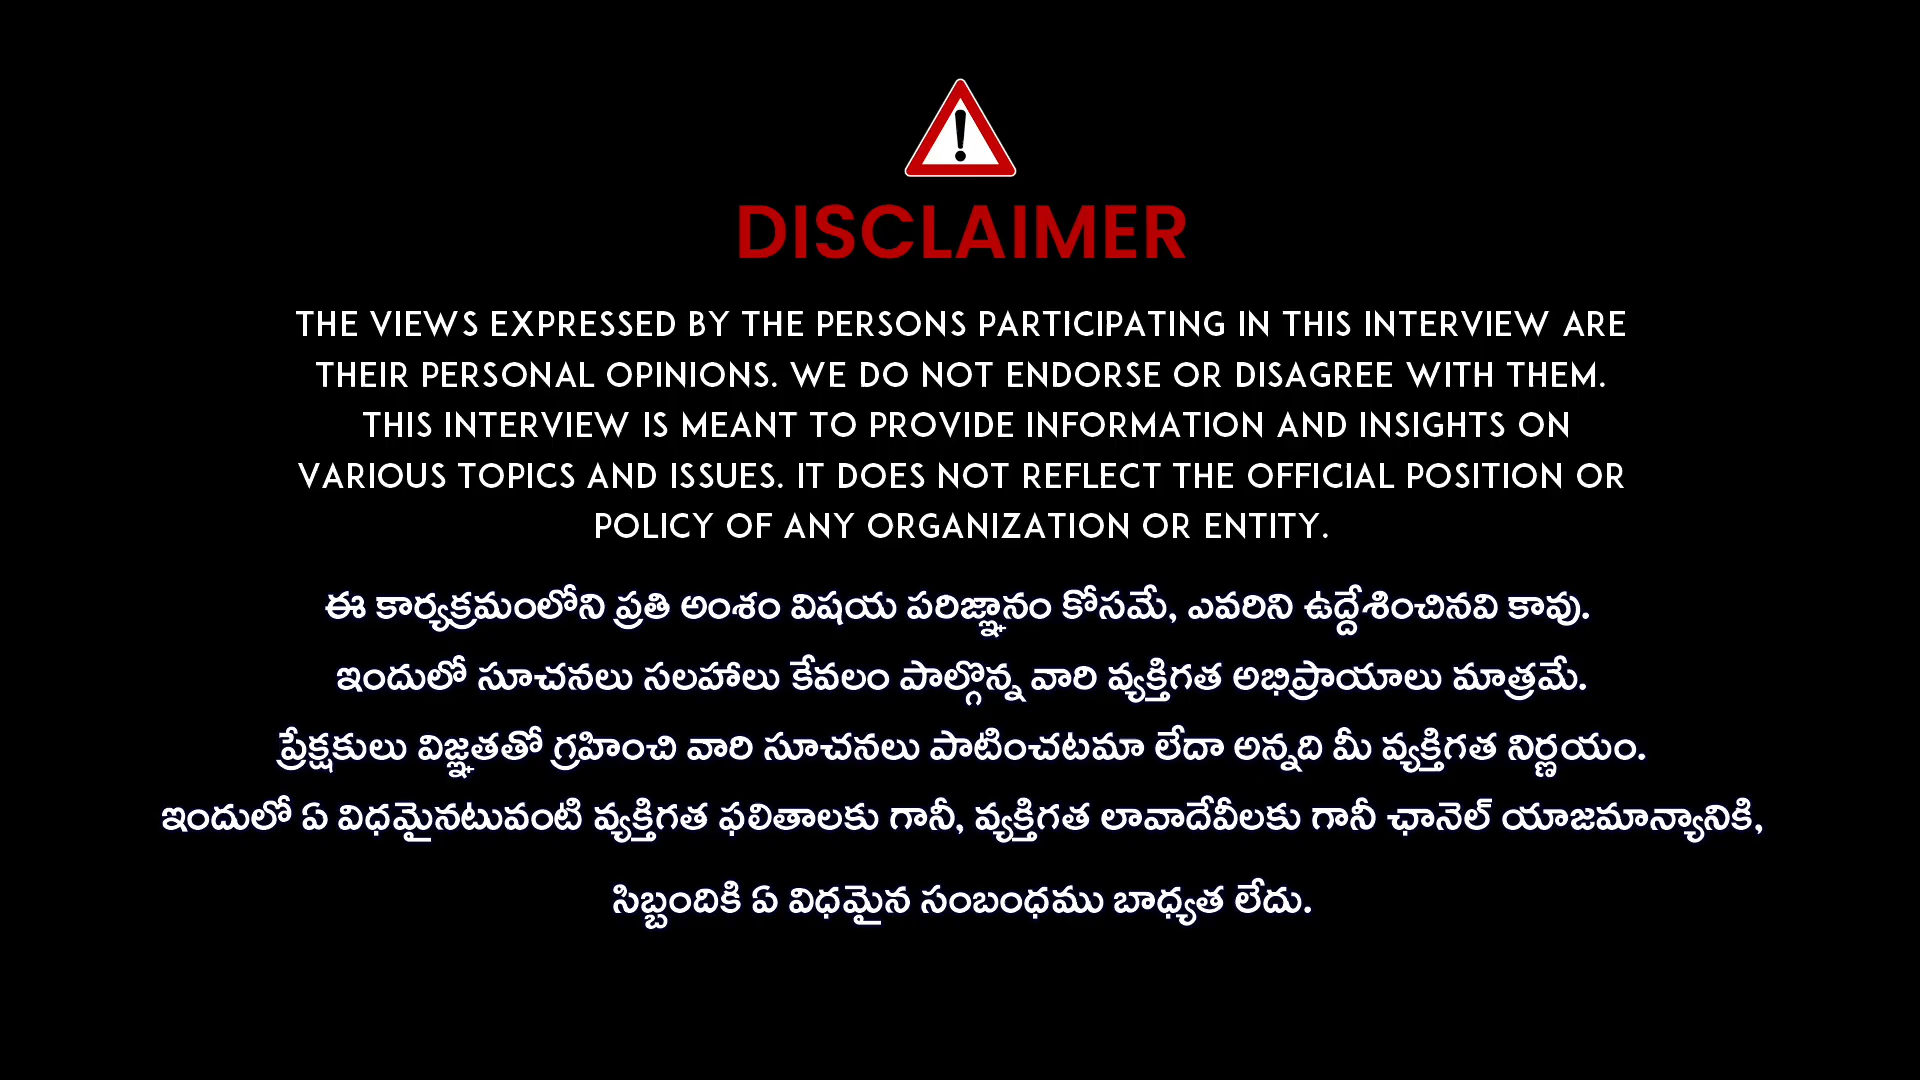 DISCLAIMER
THE VIEWS EXPRESSED BY THE PERSONS PARTICIPATING IN THIS INTERVIEW ARE
THEIR PERSONAL OPINIONS. WE DO NOT ENDORSE OR DISAGREE WITH THEM.
THIS INTERVIEW IS MEANT TO PROVIDE INFORMATION AND INSIGHTS ON
VARIOUS TOPICS AND ISSUES. IT DOES NOT REFLECT THE OFFICIAL POSITION OR
POLICY OF ANY ORGANIZATION OR ENTITY.
ఈ కార్యక్రమంలోని ప్రతి అంశం విషయ పరిజ్ఞానం కోసమే, ఎవరిని ఉద్దేశించినవి కావు.
ఇందులో సూచనలు సలహాలు కేవలం పాల్గొన్న వారి వ్యక్తిగత అభిప్రాయాలు మాత్రమే.
ప్రేక్షకులు విజ్ఞతతో గ్రహించి వారి సూచనలు పాటించటమా లేదా అన్నది మీ వ్యక్తిగత నిర్ణయం.
ఇందులో ఏ విధమైనటువంటి వ్యక్తిగత ఫలితాలకు గానీ, వ్యక్తిగత లావాదేవీలకు గానీ ఛానెల్ యాజమాన్యానికి,
సిబ్బందికి ఏ విధమైన సంబంధము బాధ్యత లేదు.